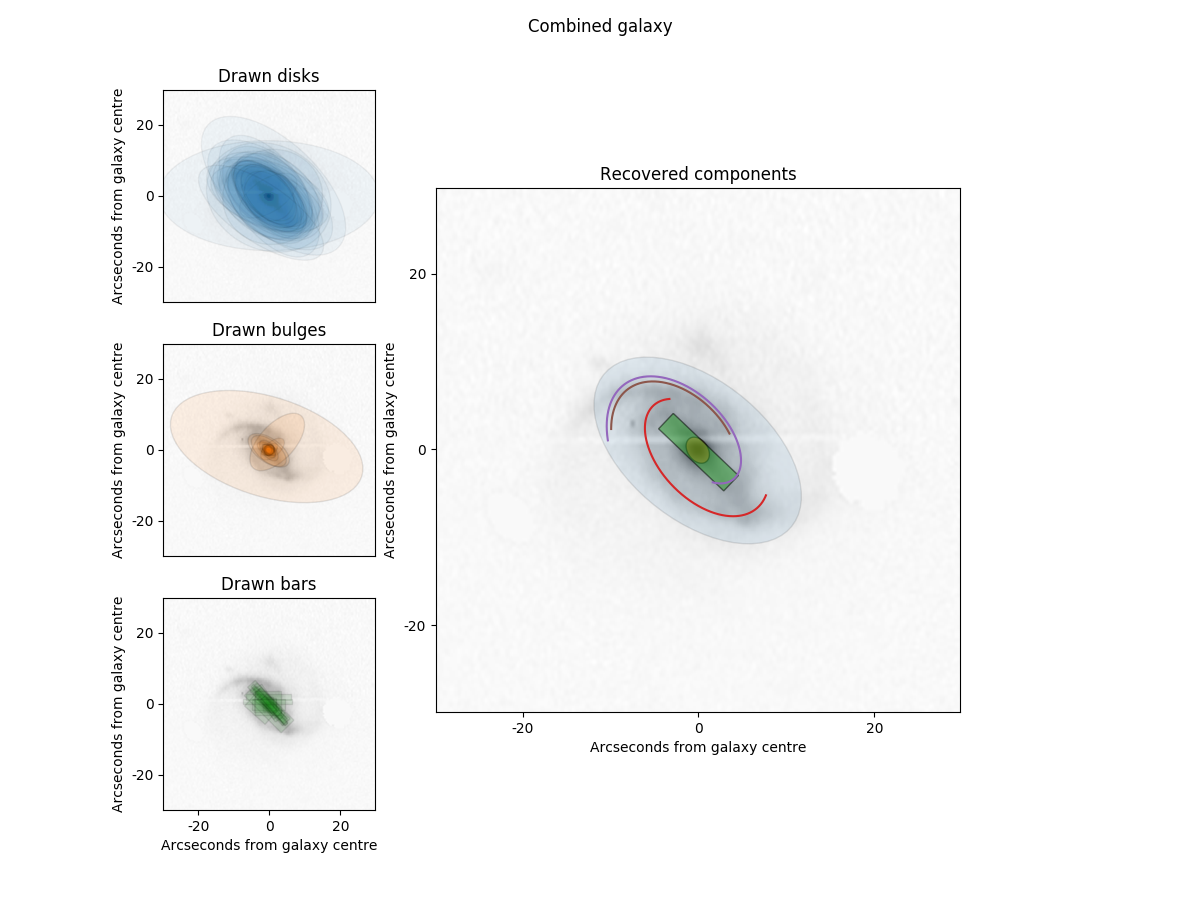 Combined galaxy
Drawn disks
Arcseconds from galaxy centre
20
0
-20
Drawn bulges
Arcseconds from galaxy centre
20
0
-20
Drawn bars
Arcseconds from galaxy centre
20
0
-20
-20 0 20
Arcseconds from galaxy centre
Recovered components
Arcseconds from galaxy centre
20
0
-20
-20 0 20
Arcseconds from galaxy centre